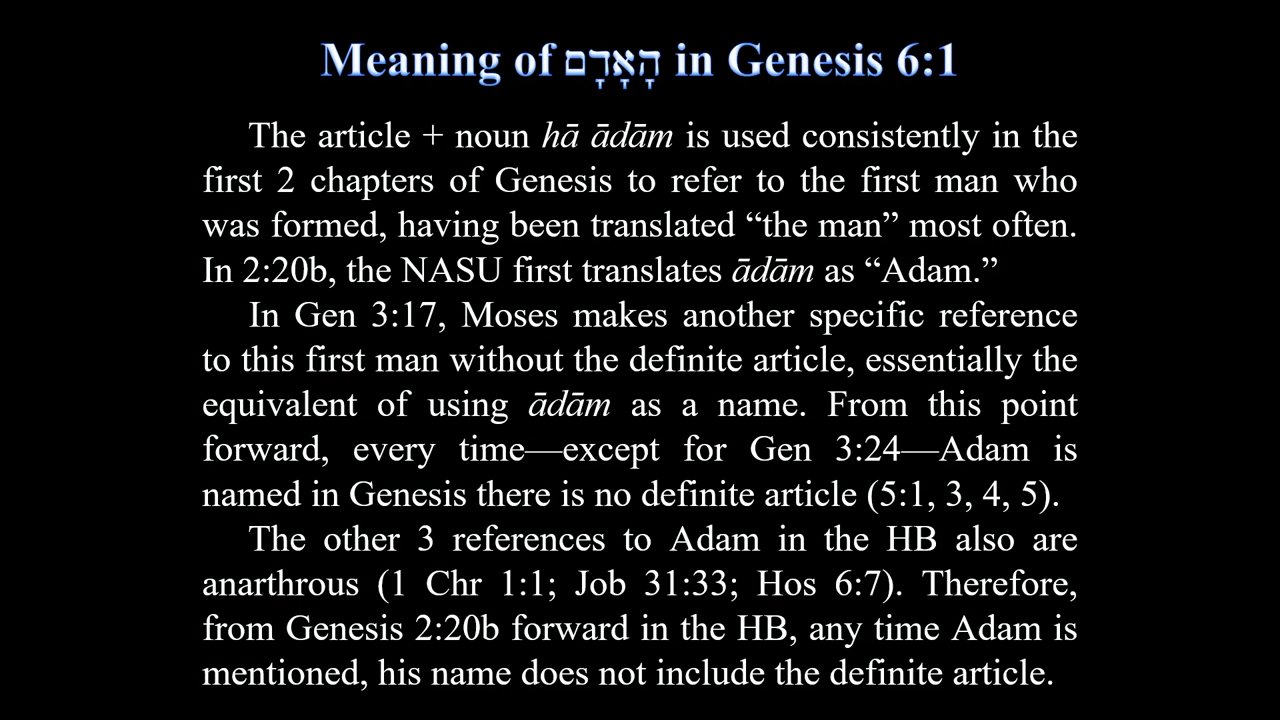 Meaning of הָאָדָם in Genesis 6:1
The article + noun hā ādām is used consistently in the
first 2 chapters of Genesis to refer to the first man who
was formed, having been translated “the man” most often.
In 2:20b, the NASU first translates ādām as “Adam.”
In Gen 3:17, Moses makes another specific reference
to this first man without the definite article, essentially the
equivalent of using ādām as a name. From this point
forward, every time—except for Gen 3:24—Adam is
named in Genesis there is no definite article (5:1, 3, 4, 5).
The other 3 references to Adam in the HB also are
anarthrous (1 Chr 1:1; Job 31:33; Hos 6:7). Therefore,
from Genesis 2:20b forward in the HB, any time Adam is
mentioned, his name does not include the definite article.